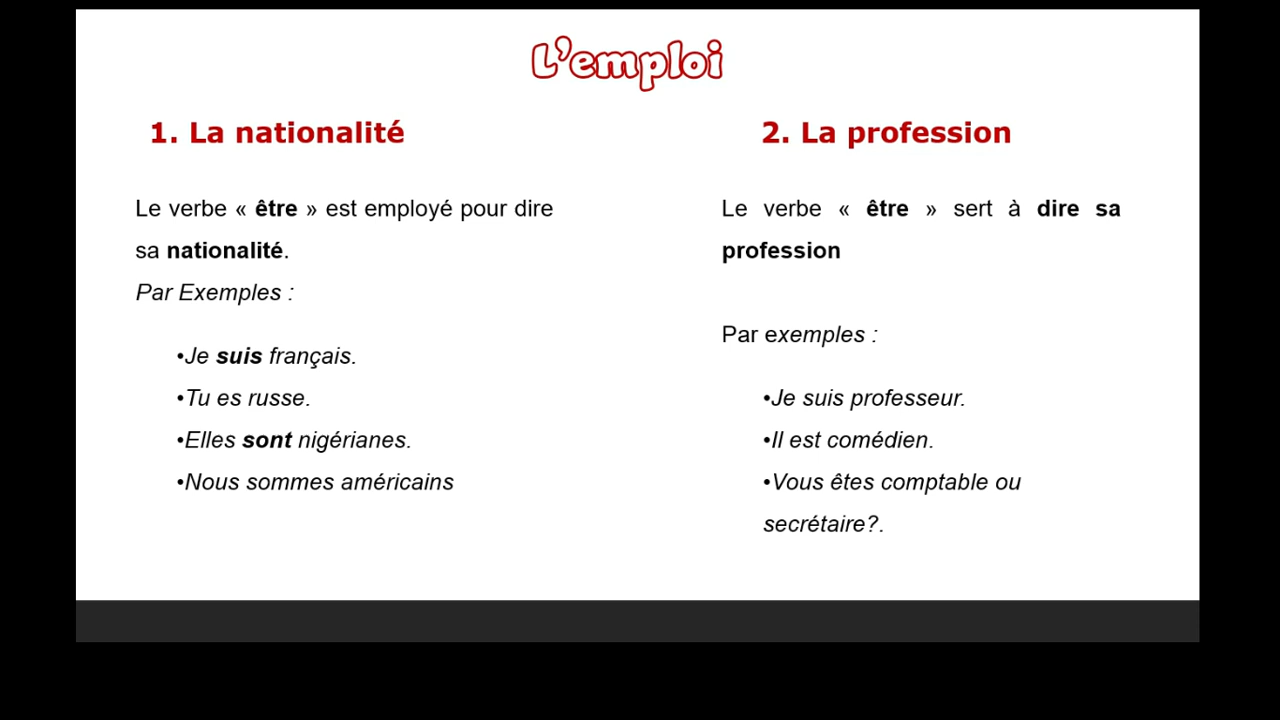 L'emploi
1. La nationalité
Le verbe « être » est employé pour dire
sa nationalité.
Par Exemples :
•Je suis français.
•Tu es russe.
•Elles sont nigérianes.
•Nous sommes américains
2. La profession
Le verbe « être » sert à dire sa
profession
Par exemples :
•Je suis professeur.
•Il est comédien.
•Vous êtes comptable ou
secrétaire?.